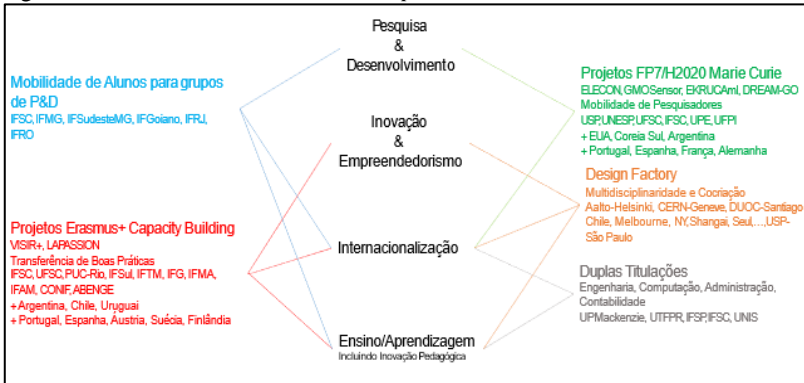 Pesquisa
&
Desenvolvimento
Mobilidade de Alunos para grupos
de P&D
IFSC, IFMG, IFSudesteMG, IFGoiano, IFRJ,
IFRO
Projetos FP7/H2020 Marie Curie
ELECON, GMOSensor, EKRUCAmI, DREAM-GO
Mobilidade de Pesquisadores
USP, UNESP, UFSC, IFSC, UPE, UFPI
+ EUA, Coreia Sul, Argentina
+ Portugal, Espanha, França, Alemanha
Inovação
&
Empreendedorismo
Design Factory
Multidisciplinaridade e Cocriação
Aalto-Helsinki, CERN-Geneve, DUOC-Santiago
Chile, Melbourne, NY, Shangai, Seul,...,USP-
São Paulo
Projetos Erasmus+ Capacity Building
VISIR+, LAPASSION
Transferência de Boas Práticas
IFSC, UFSC, PUC-Rio, IFSul, IFTM, IFG, IFMA,
IFAM, CONIF, ABENGE
+ Argentina, Chile, Uruguai
+ Portugal, Espanha, Áustria, Suécia, Finlândia
Internacionalização
Duplas Titulações
Engenharia, Computação, Administração,
Contabilidade
UPMackenzie, UTFPR, IFSP, IFSC, UNIS
Ensino/Aprendizagem
Incluindo Inovação Pedagógica